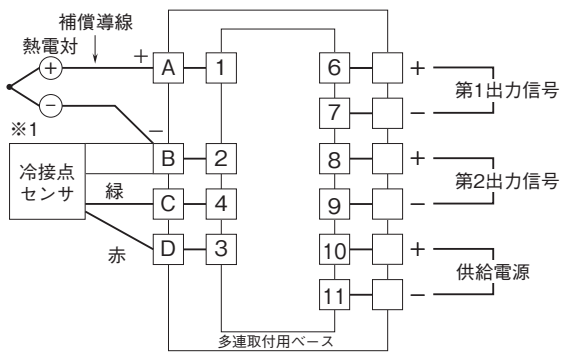 補償導線
熱電対
+
−
※1
+
−
冷接点
センサ
緑
赤
A
B
C
D
1
2
4
3
6
7
8
9
10
11
+
−
第1出力信号
+
−
第2出力信号
+
−
供給電源
多連取付用ベース